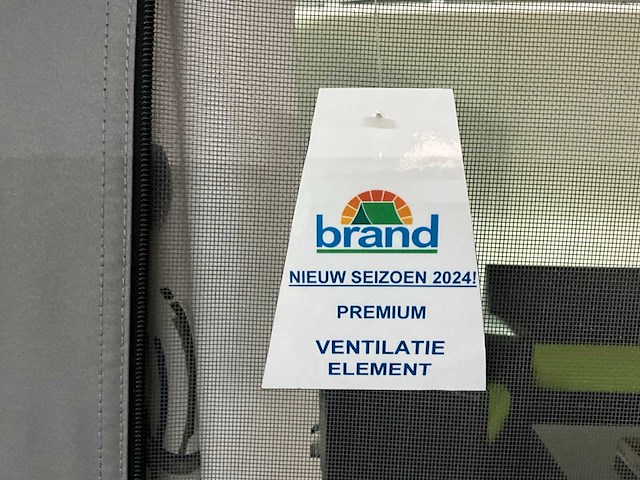 brand
NIEUW SEIZOEN 2024!
PREMIUM
VENTILATIE
ELEMENT